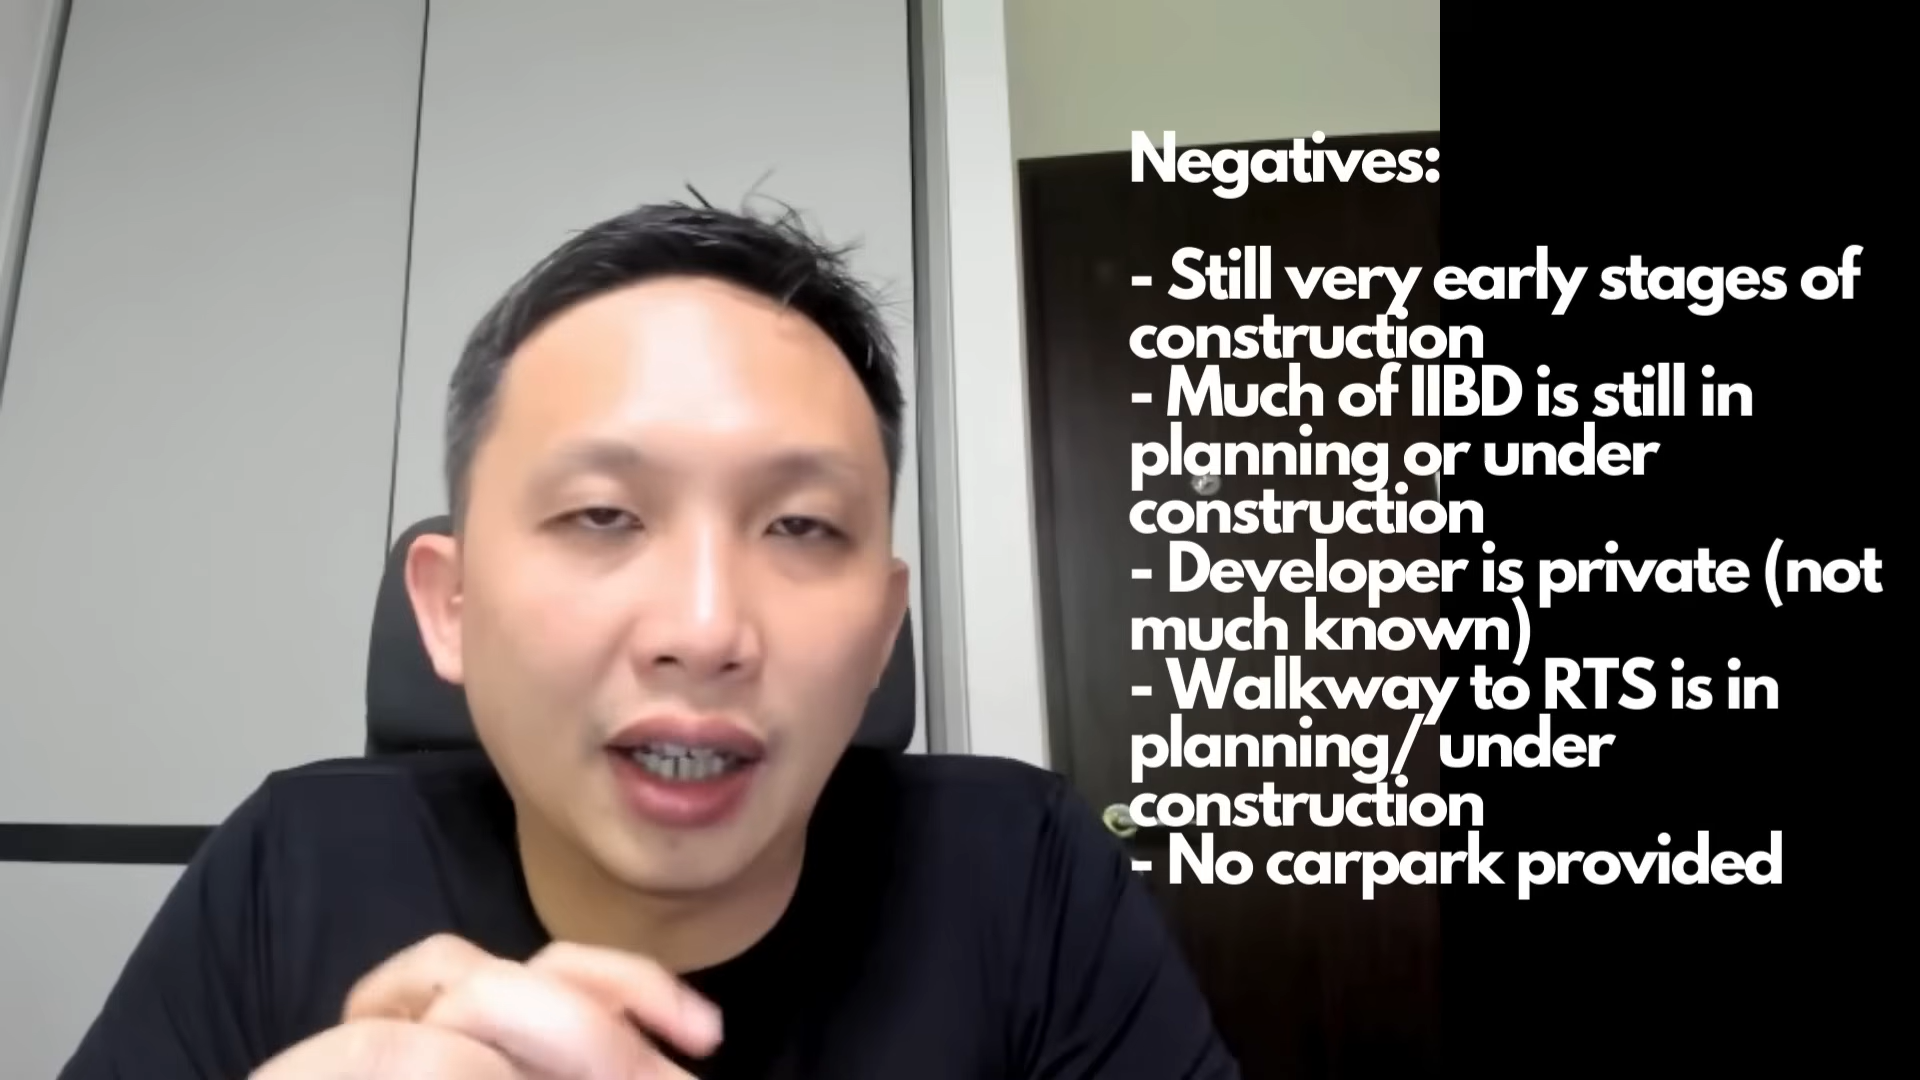 Negatives:
- Still very early stages of
construction
- Much of IIBD is still in
planning or under
construction
- Developer is private (not
much known)
- Walkway to RTS is in
planning/ under
construction
- No carpark provided